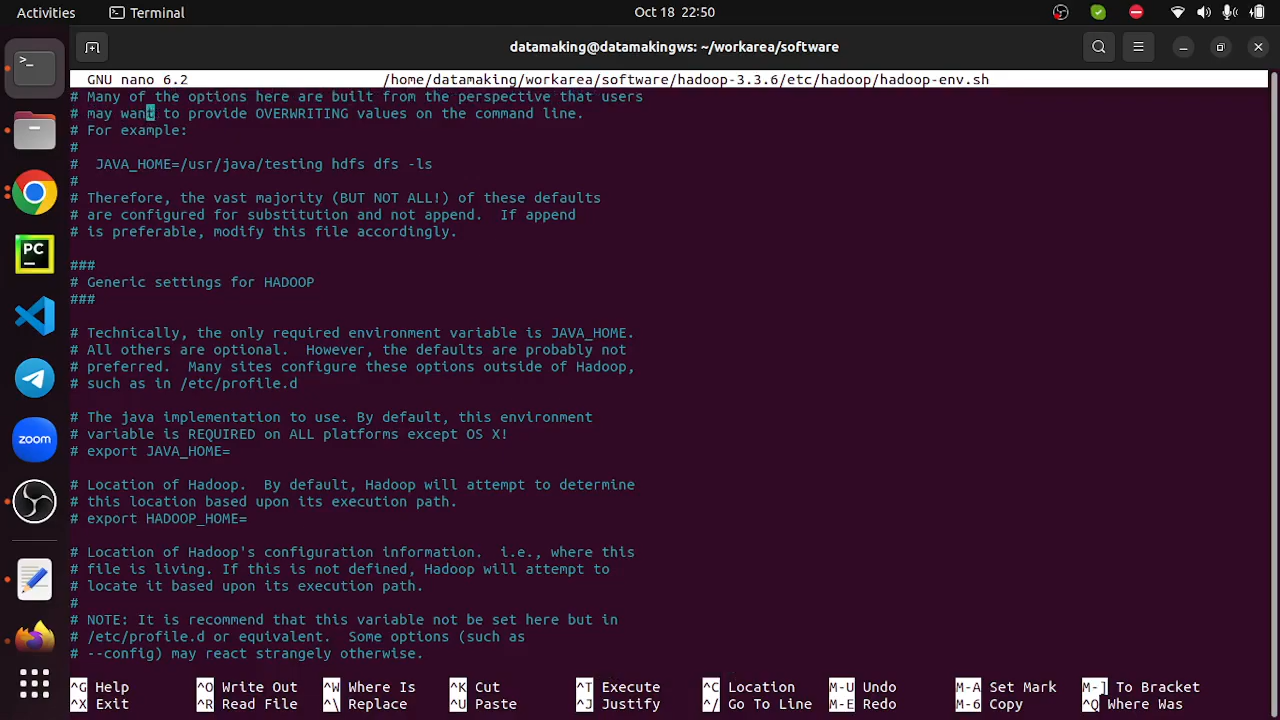 Activities Terminal Oct 18 22:50
datamaking@datamakingws: ~/workarea/software
GNU nano 6.2 /home/datamaking/workarea/software/hadoop-3.3.6/etc/hadoop/hadoop-env.sh
# Many of the options here are built from the perspective that users
# may want to provide OVERWRITING values on the command line.
# For example:
#
#  JAVA_HOME=/usr/java/testing hdfs dfs -ls
#
# Therefore, the vast majority (BUT NOT ALL!) of these defaults
# are configured for substitution and not append.  If append
# is preferable, modify this file accordingly.
###
# Generic settings for HADOOP
###
# Technically, the only required environment variable is JAVA_HOME.
# All others are optional.  However, the defaults are probably not
# preferred.  Many sites configure these options outside of Hadoop,
# such as in /etc/profile.d
# The java implementation to use. By default, this environment
# variable is REQUIRED on ALL platforms except OS X!
# export JAVA_HOME=
# Location of Hadoop.  By default, Hadoop will attempt to determine
# this location based upon its execution path.
# export HADOOP_HOME=
# Location of Hadoop's configuration information.  i.e., where this
# file is living. If this is not defined, Hadoop will attempt to
# locate it based upon its execution path.
#
# NOTE: It is recommend that this variable not be set here but in
# /etc/profile.d or equivalent.  Some options (such as
# --config) may react strangely otherwise.
^G Help ^O Write Out ^W Where Is ^K Cut ^T Execute ^C Location M-U Undo M-A Set Mark M-] To Bracket
^X Exit ^R Read File ^\ Replace ^U Paste ^J Justify ^/ Go To Line M-E Redo M-6 Copy ^Q Where Was
>_
PC
zoom